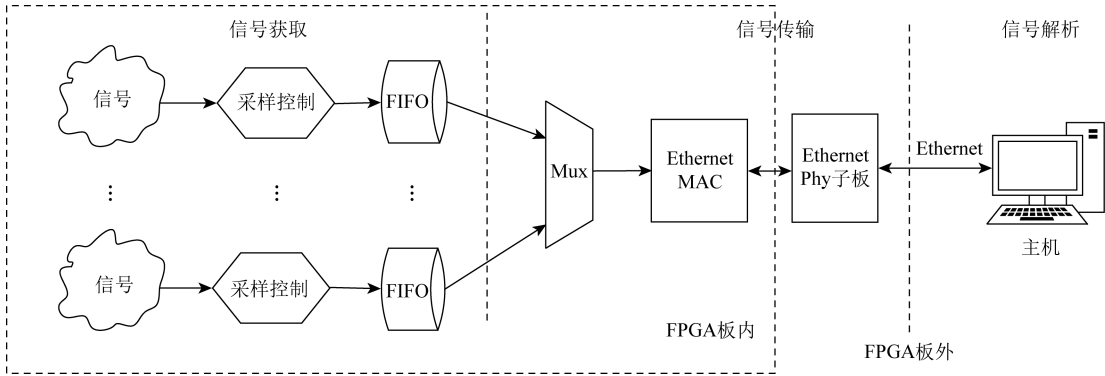 信号获取
信号传输
信号解析
信号
采样控制
FIFO
Mux
Ethernet
MAC
Ethernet
Phy子板
Ethernet
主机
信号
采样控制
FIFO
FPGA板内
FPGA板外